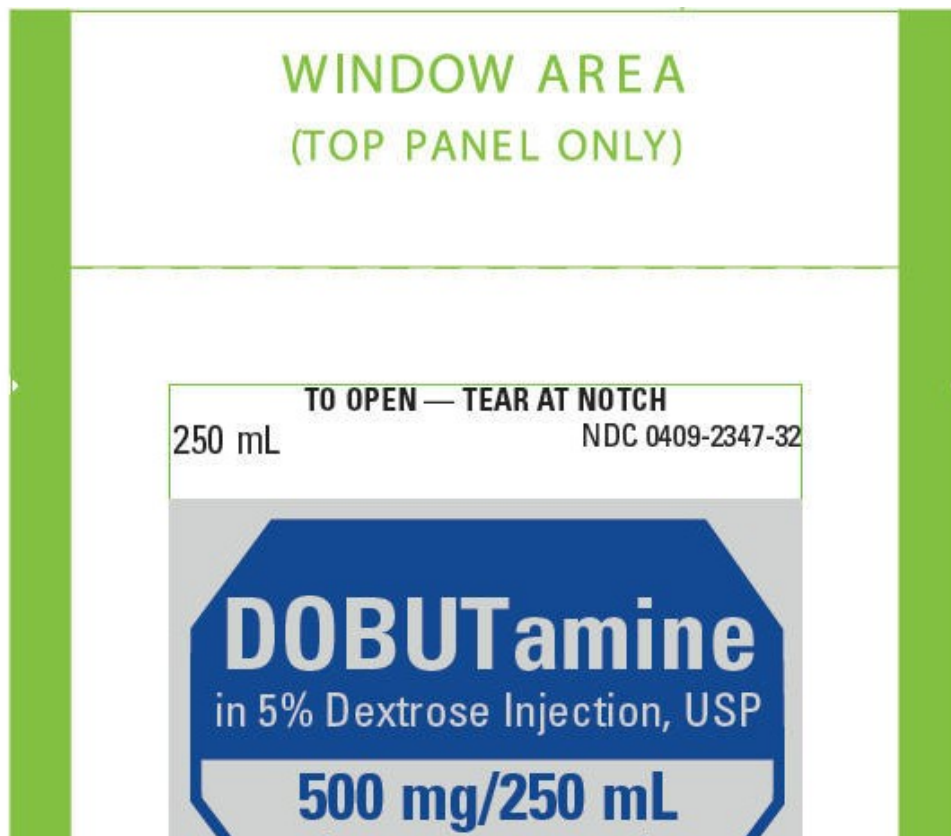 WINDOW AREA
(TOP PANEL ONLY)
TO OPEN — TEAR AT NOTCH
250 mL NDC 0409-2347-32
DOBUTamine
in 5% Dextrose Injection, USP
500 mg/250 mL